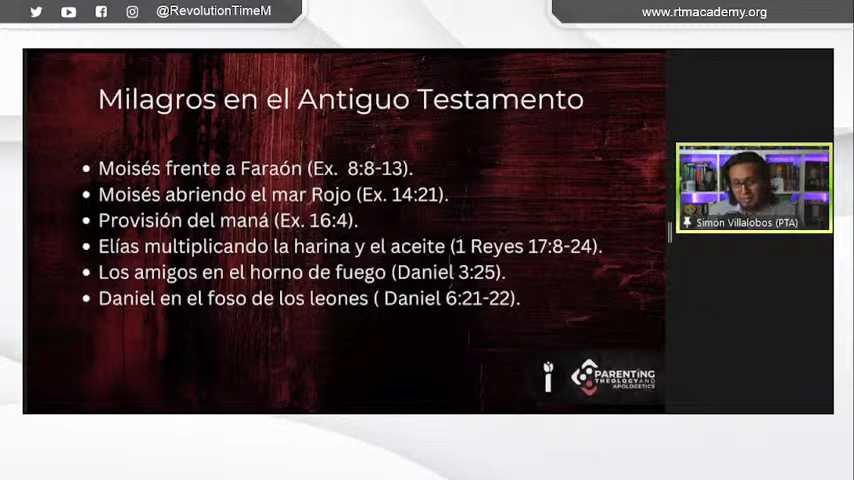 @RevolutionTimeM
www.rtmacademy.org
Milagros en el Antiguo Testamento
• Moisés frente a Faraón (Ex. 8:8-13).
• Moisés abriendo el mar Rojo (Ex. 14:21).
• Provisión del maná (Ex. 16:4).
• Elías multiplicando la harina y el aceite (1 Reyes 17:8-24).
• Los amigos en el horno de fuego (Daniel 3:25).
• Daniel en el foso de los leones ( Daniel 6:21-22).
Simón Villalobos (PTA)
PARENTING
THEOLOGY AND
APOLOGETICS